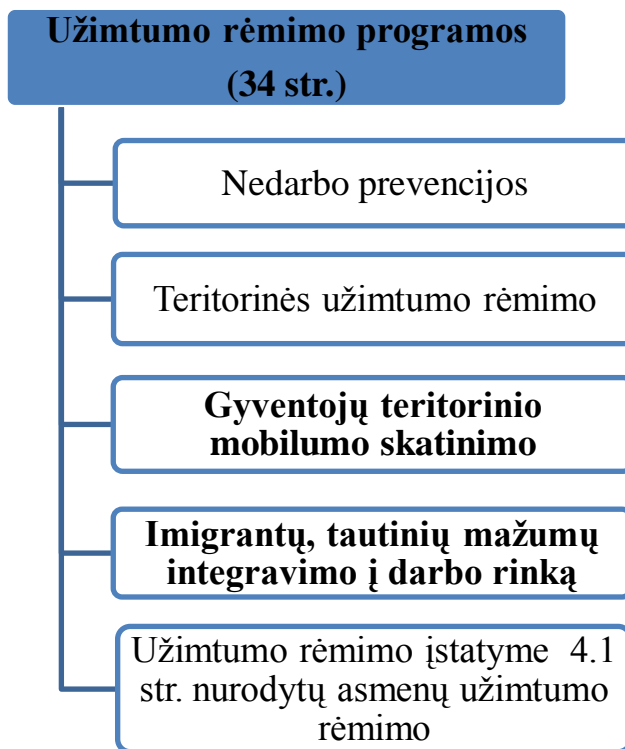 Užimtumo rėmimo programos
(34 str.)
Nedarbo prevencijos
Teritorinės užimtumo rėmimo
Gyventojų teritorinio
mobilumo skatinimo
Imigrantų, tautinių mažumų
integravimo į darbo rinką
Užimtumo rėmimo įstatyme 4.1
str. nurodytų asmenų užimtumo
rėmimo